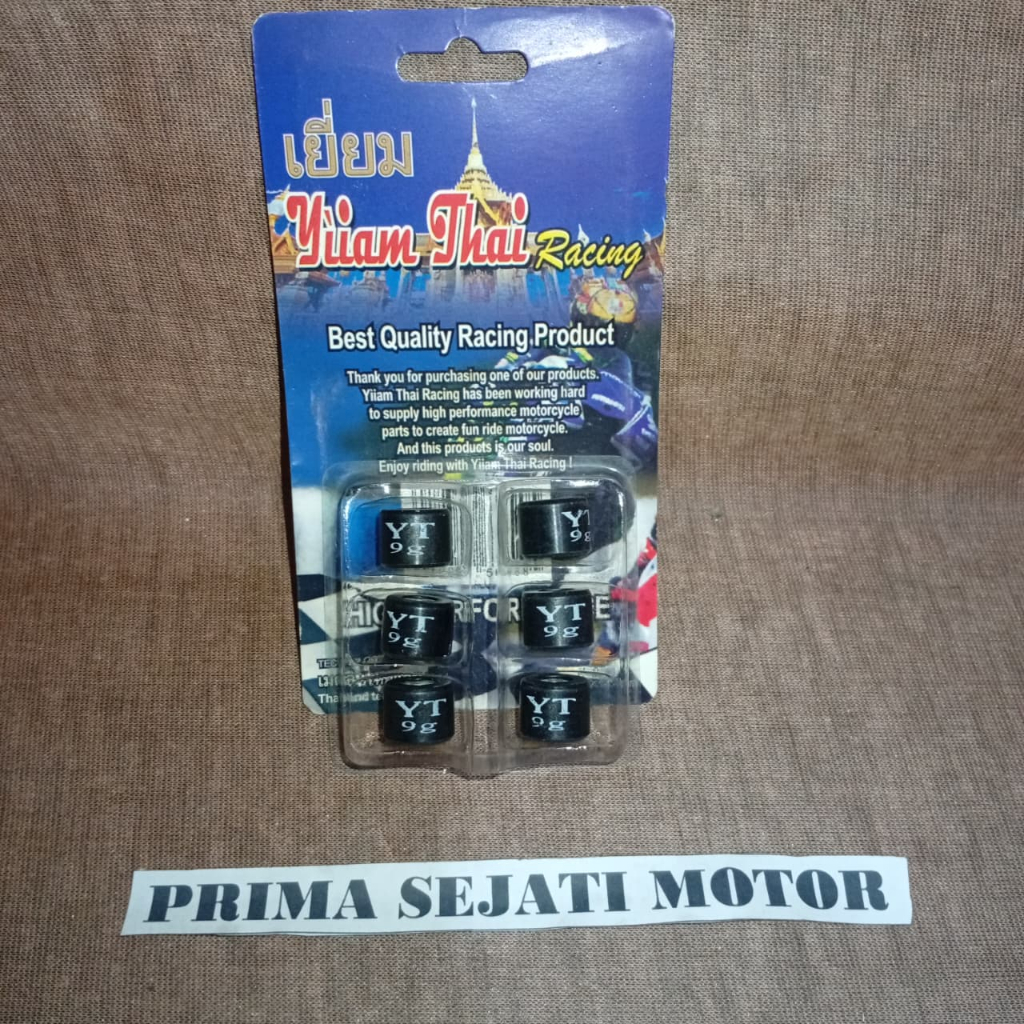 เยี่ยม
Yiiam Thai Racing
Best Quality Racing Product
Thank you for purchasing one of our products.
Yiiam Thai Racing has been working hard
to supply high performance motorcycle
parts to create fun ride motorcycle.
And this products is our soul.
Enjoy riding with Yiiam Thai Racing !
YT
9g
YT
9g
YT
9g
YT
9g
YT
9g
YT
9g
PRIMA SEJATI MOTOR